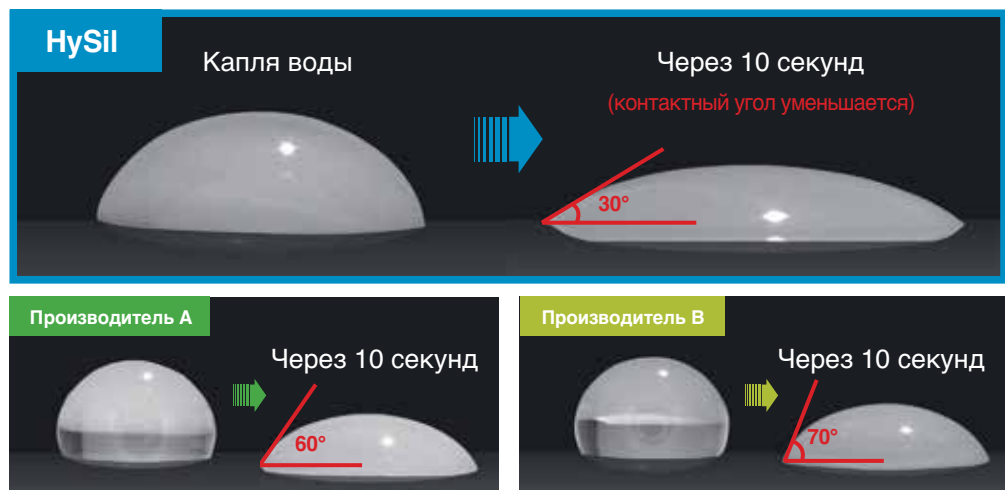 HySil
Капля воды
Через 10 секунд
(контактный угол уменьшается)
30°
Производитель А
Через 10 секунд
60°
Производитель В
Через 10 секунд
70°